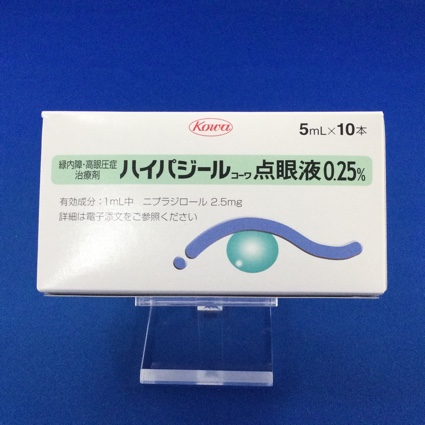 Kowa
5mL×10本
緑内障・高眼圧症
治療剤
ハイパジールコーワ点眼液0.25%
有効成分:1mL中 ニプラジロール 2.5mg
詳細は電子添文をご参照ください